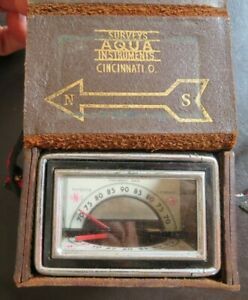 SURVEYS
AQUA
INSTRUMENTS
CINCINNATI.O.
N S
70 75 80 85 90 85 80 75 70